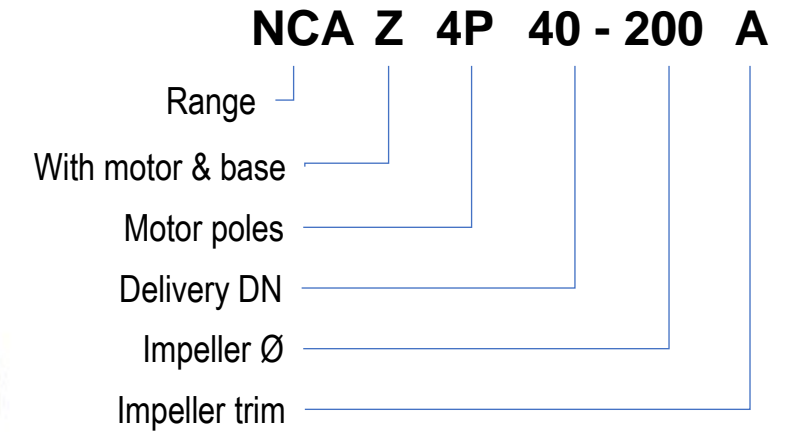 NCA Z 4P 40 - 200 A
Range
With motor & base
Motor poles
Delivery DN
Impeller Ø
Impeller trim